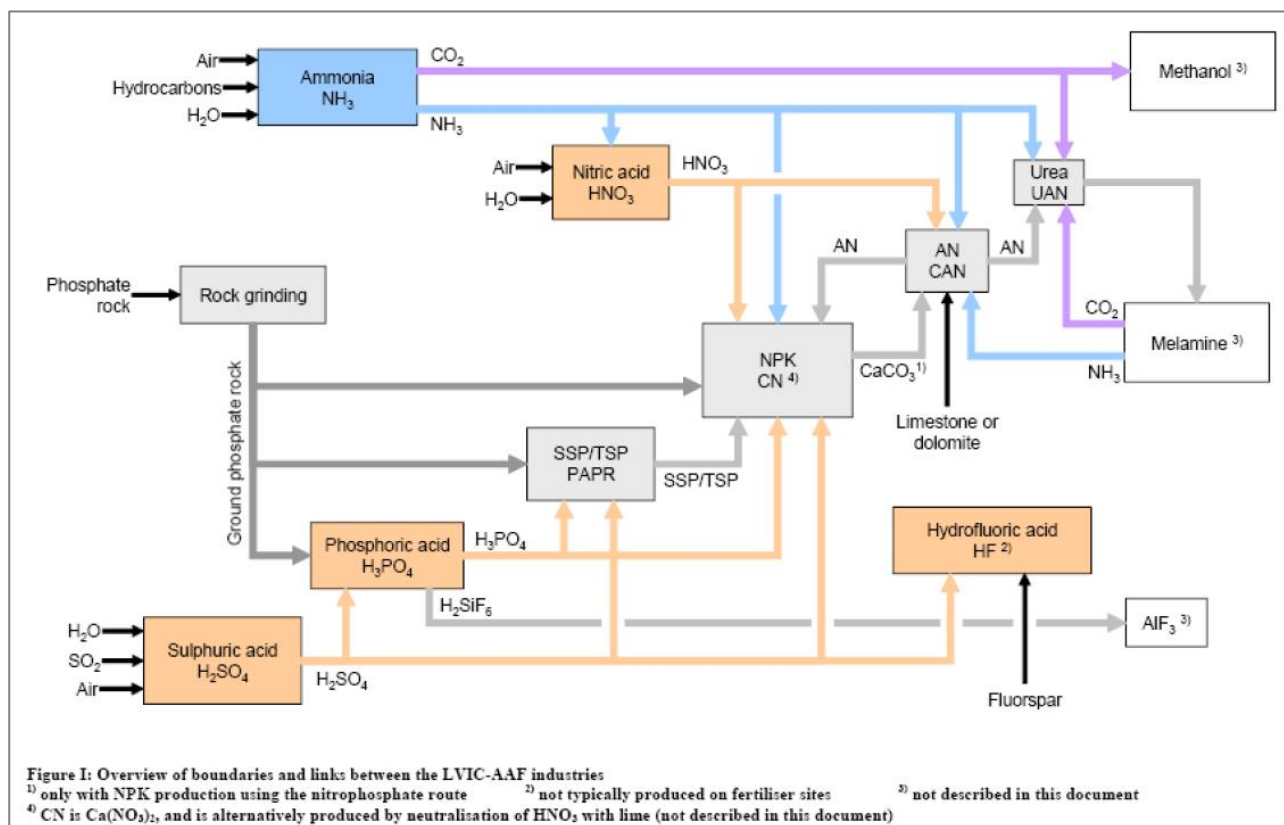 Air
Hydrocarbons
H₂O
Ammonia
NH₃
CO₂
NH₃
Methanol ³⁾
Air
H₂O
Nitric acid
HNO₃
HNO₃
Urea
UAN
AN
AN
CAN
AN
Phosphate
rock
Rock grinding
CO₂
Melamine ³⁾
NH₃
NPK
CN ⁴⁾
CaCO₃¹⁾
Limestone or
dolomite
Ground phosphate rock
SSP/TSP
PAPR
SSP/TSP
Phosphoric acid
H₃PO₄
H₃PO₄
H₂SiF₆
Hydrofluoric acid
HF ²⁾
AlF₃ ³⁾
H₂O
SO₂
Air
Sulphuric acid
H₂SO₄
H₂SO₄
Fluorspar
Figure I: Overview of boundaries and links between the LVIC-AAF industries
¹⁾ only with NPK production using the nitrophosphate route ²⁾ not typically produced on fertiliser sites ³⁾ not described in this document
⁴⁾ CN is Ca(NO₃)₂, and is alternatively produced by neutralisation of HNO₃ with lime (not described in this document)